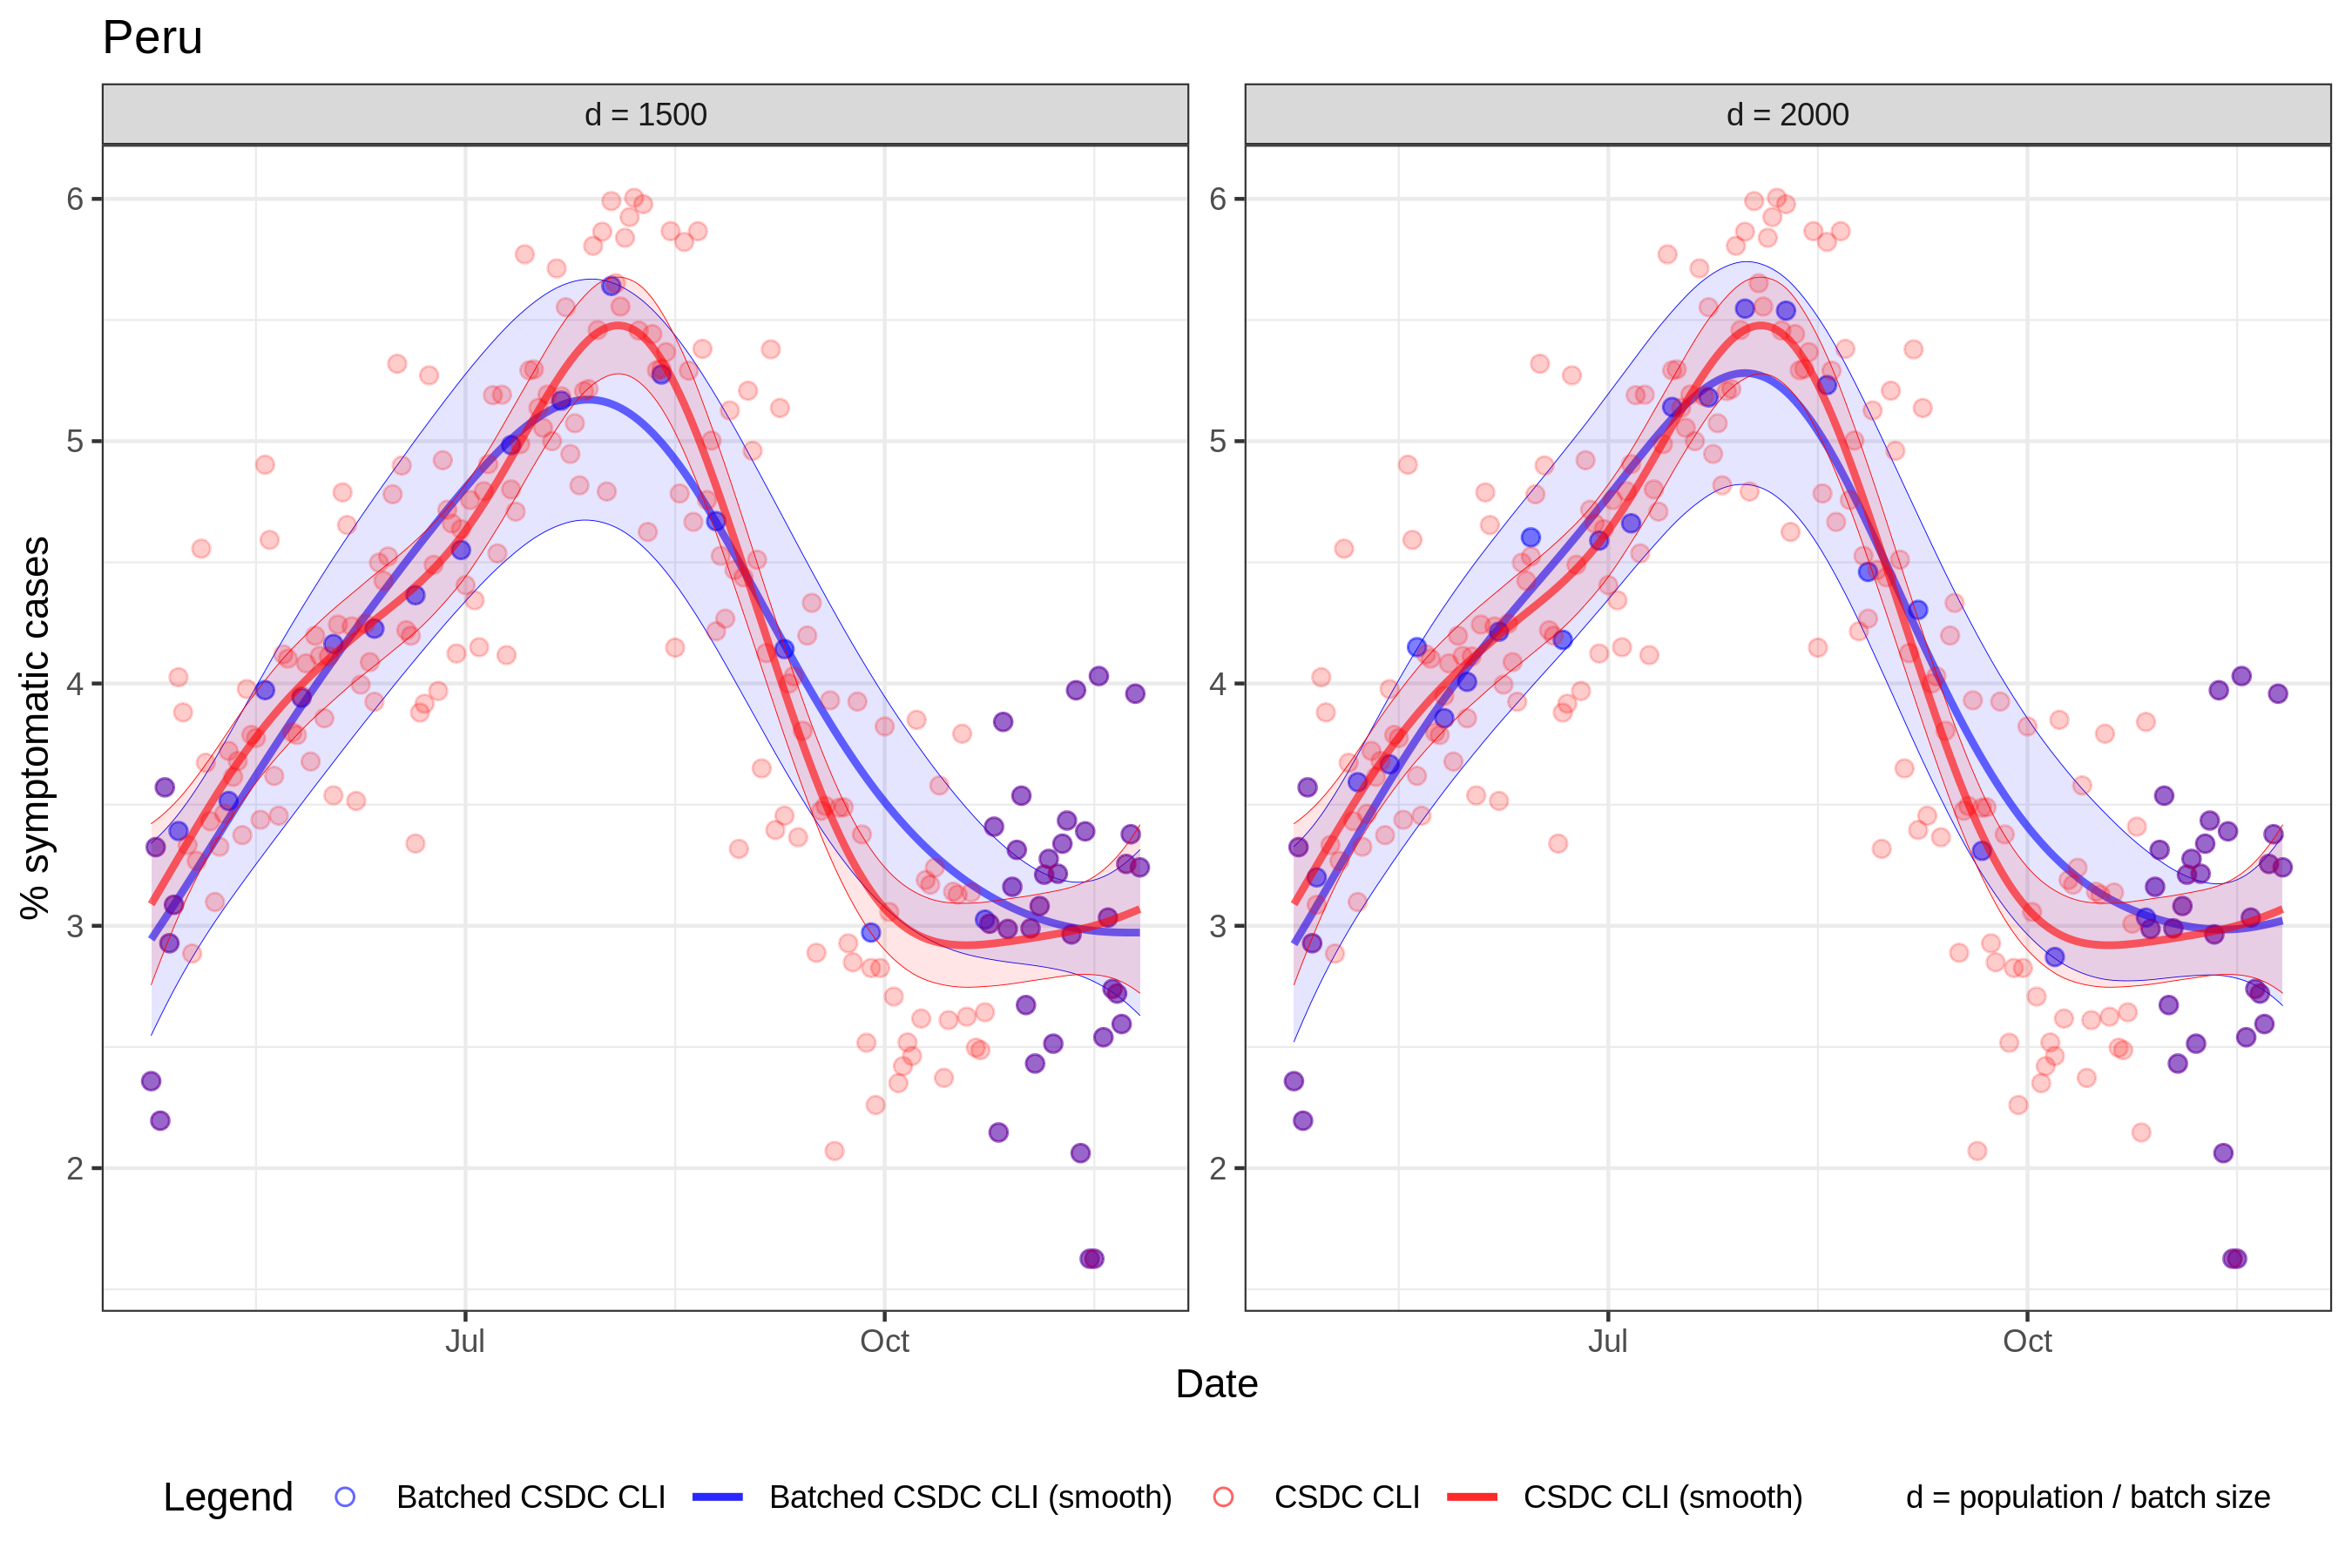 Peru
d = 1500
d = 2000
% symptomatic cases
6
5
4
3
2
6
5
4
3
2
Jul
Oct
Jul
Oct
Date
Legend
Batched CSDC CLI
Batched CSDC CLI (smooth)
CSDC CLI
CSDC CLI (smooth)
d = population / batch size